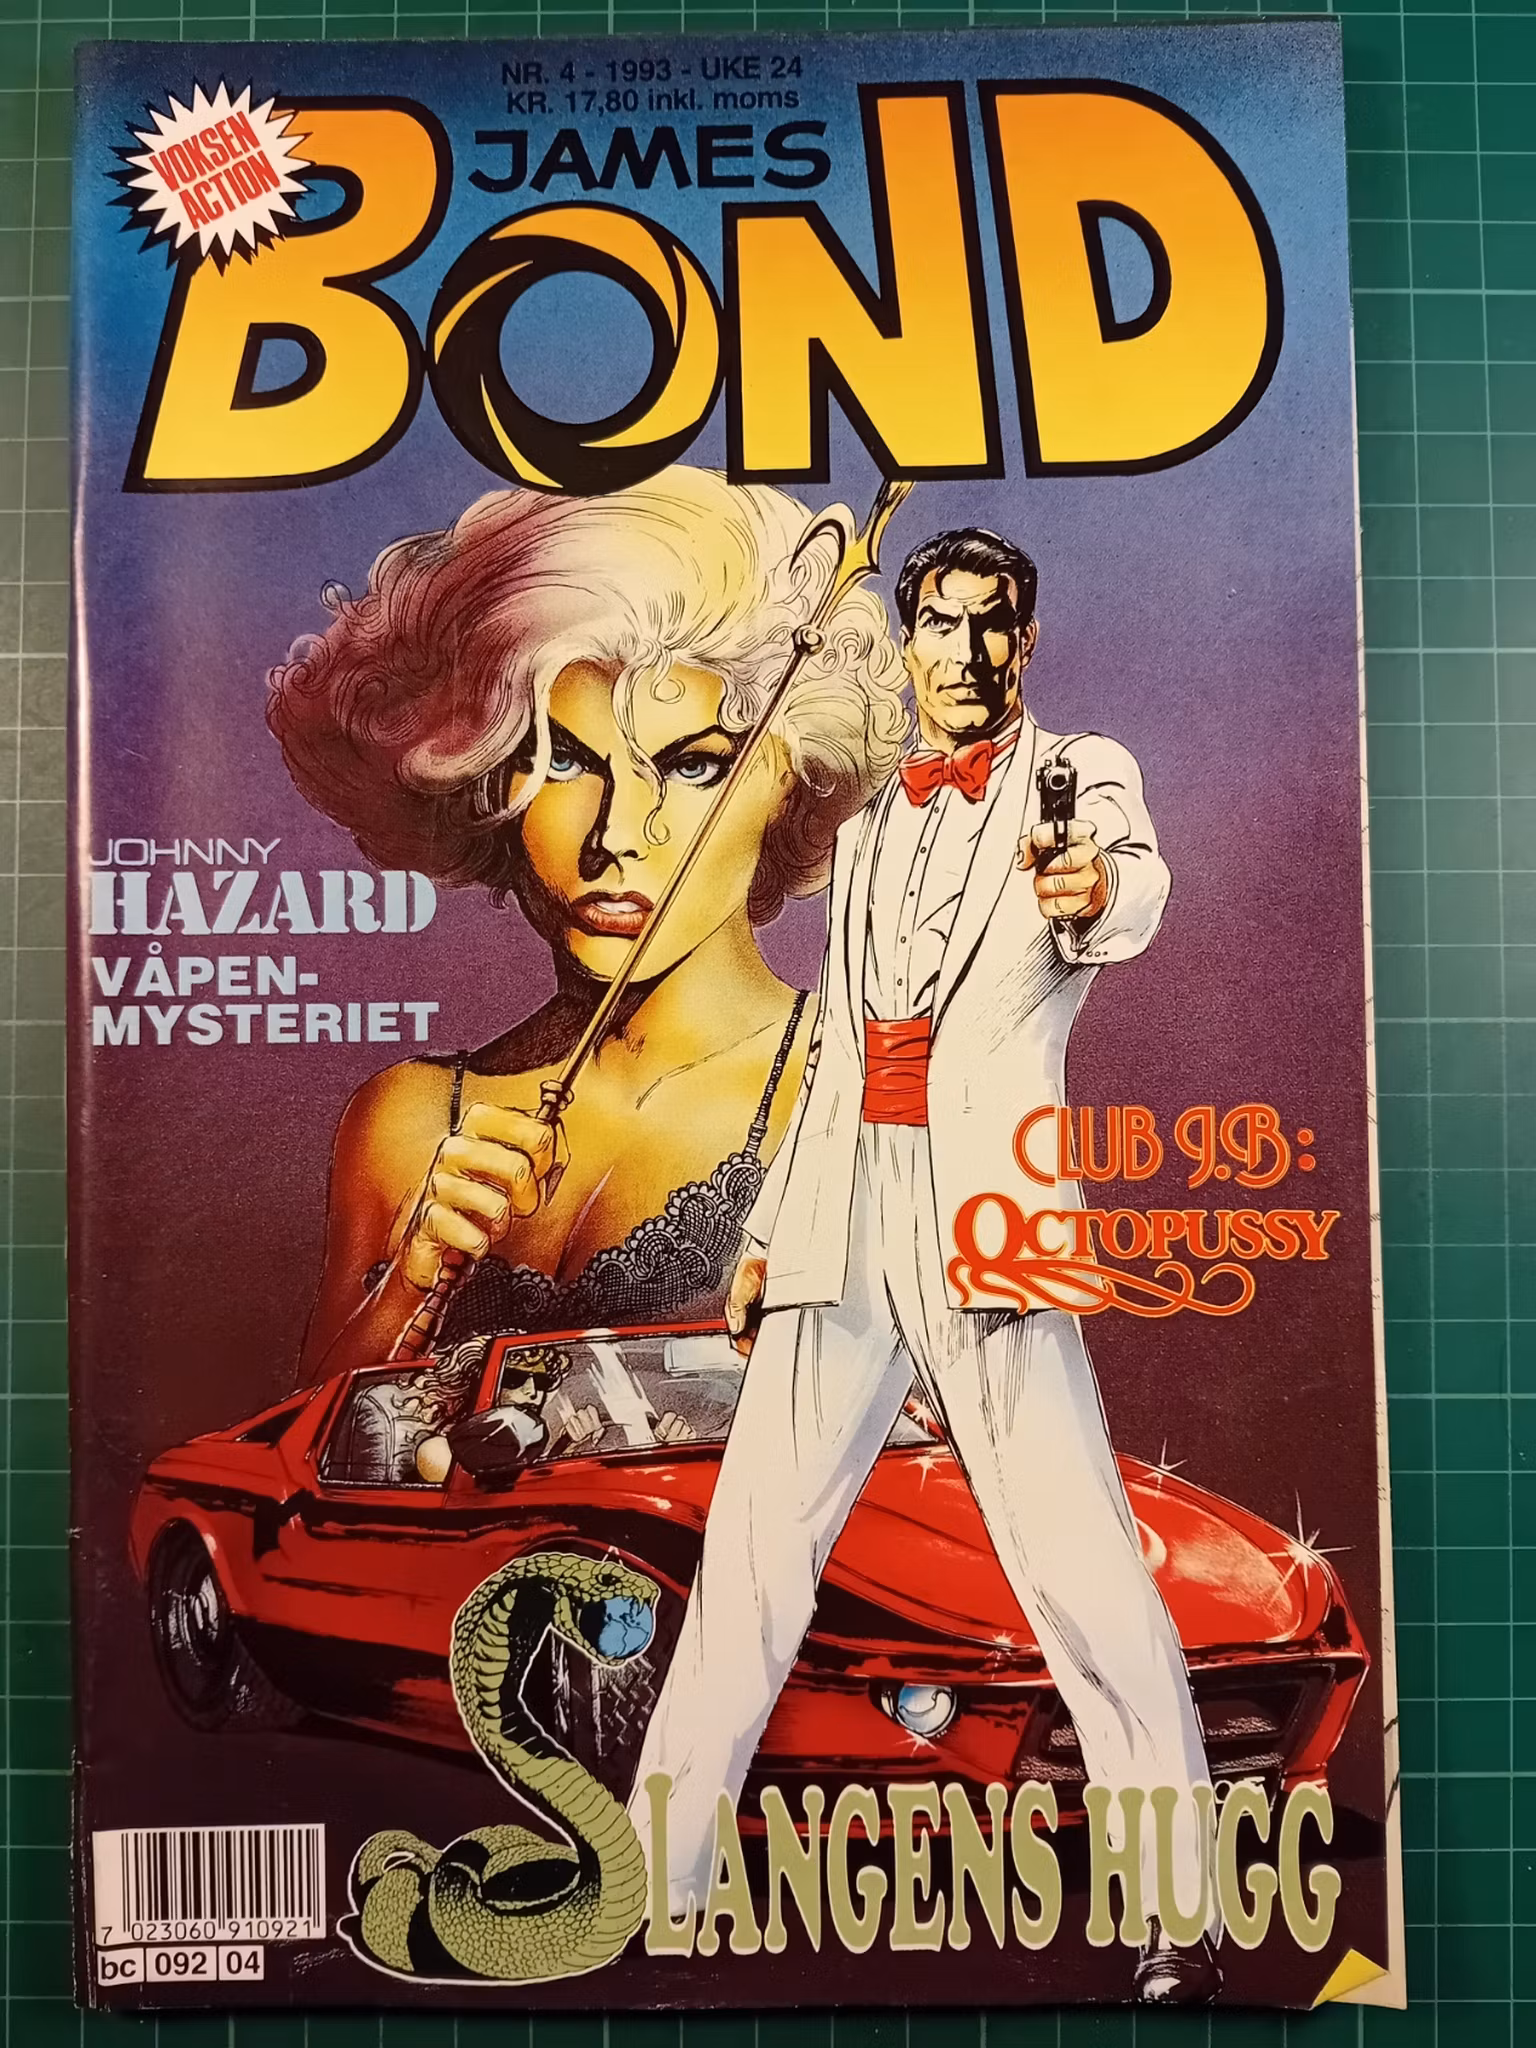 NR. 4 - 1993 - UKE 24
KR. 17,80 inkl. moms
VOKSEN
ACTION
JAMES
BOND
JOHNNY
HAZARD
VÅPEN-
MYSTERIET
CLUB J.B:
OCTOPUSSY
SLANGENS HUGG
7 023060 910921
bc 092 04